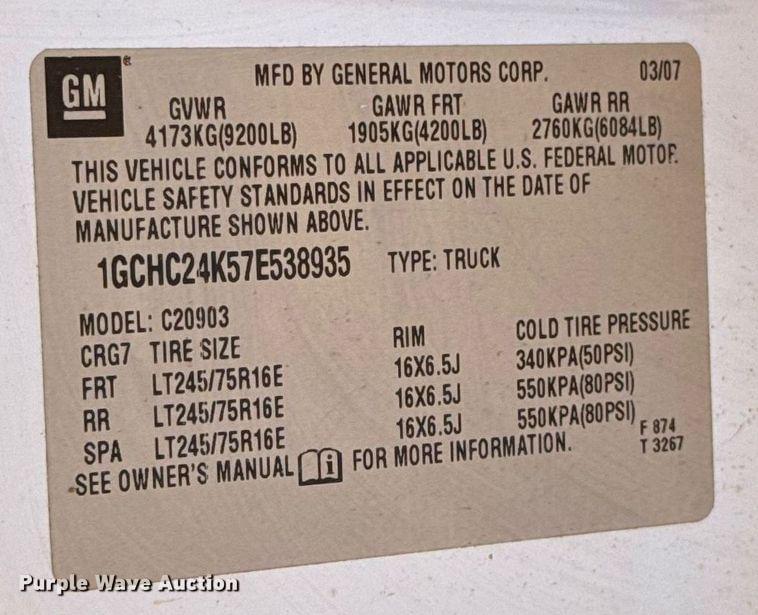 GM ®
MFD BY GENERAL MOTORS CORP. 03/07
GVWR GAWR FRT GAWR RR
4173KG(9200LB) 1905KG(4200LB) 2760KG(6084LB)
THIS VEHICLE CONFORMS TO ALL APPLICABLE U.S. FEDERAL MOTOR
VEHICLE SAFETY STANDARDS IN EFFECT ON THE DATE OF
MANUFACTURE SHOWN ABOVE.
1GCHC24K57E538935 TYPE: TRUCK
MODEL: C20903
CRG7 TIRE SIZE RIM COLD TIRE PRESSURE
FRT LT245/75R16E 16X6.5J 340KPA(50PSI)
RR LT245/75R16E 16X6.5J 550KPA(80PSI)
SPA LT245/75R16E 16X6.5J 550KPA(80PSI)
F 874
T 3267
SEE OWNER'S MANUAL i FOR MORE INFORMATION.
Purple Wave Auction